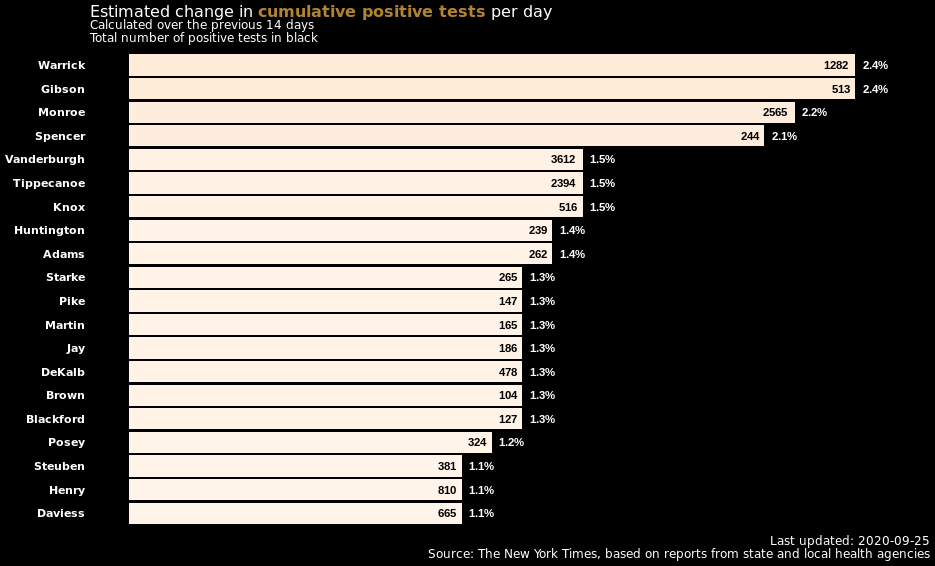 Estimated change in cumulative positive tests per day
Calculated over the previous 14 days
Total number of positive tests in black
Warrick 1282 2.4%
Gibson 513 2.4%
Monroe 2565 2.2%
Spencer 244 2.1%
Vanderburgh 3612 1.5%
Tippecanoe 2394 1.5%
Knox 516 1.5%
Huntington 239 1.4%
Adams 262 1.4%
Starke 265 1.3%
Pike 147 1.3%
Martin 165 1.3%
Jay 186 1.3%
DeKalb 478 1.3%
Brown 104 1.3%
Blackford 127 1.3%
Posey 324 1.2%
Steuben 381 1.1%
Henry 810 1.1%
Daviess 665 1.1%
Last updated: 2020-09-25
Source: The New York Times, based on reports from state and local health agencies